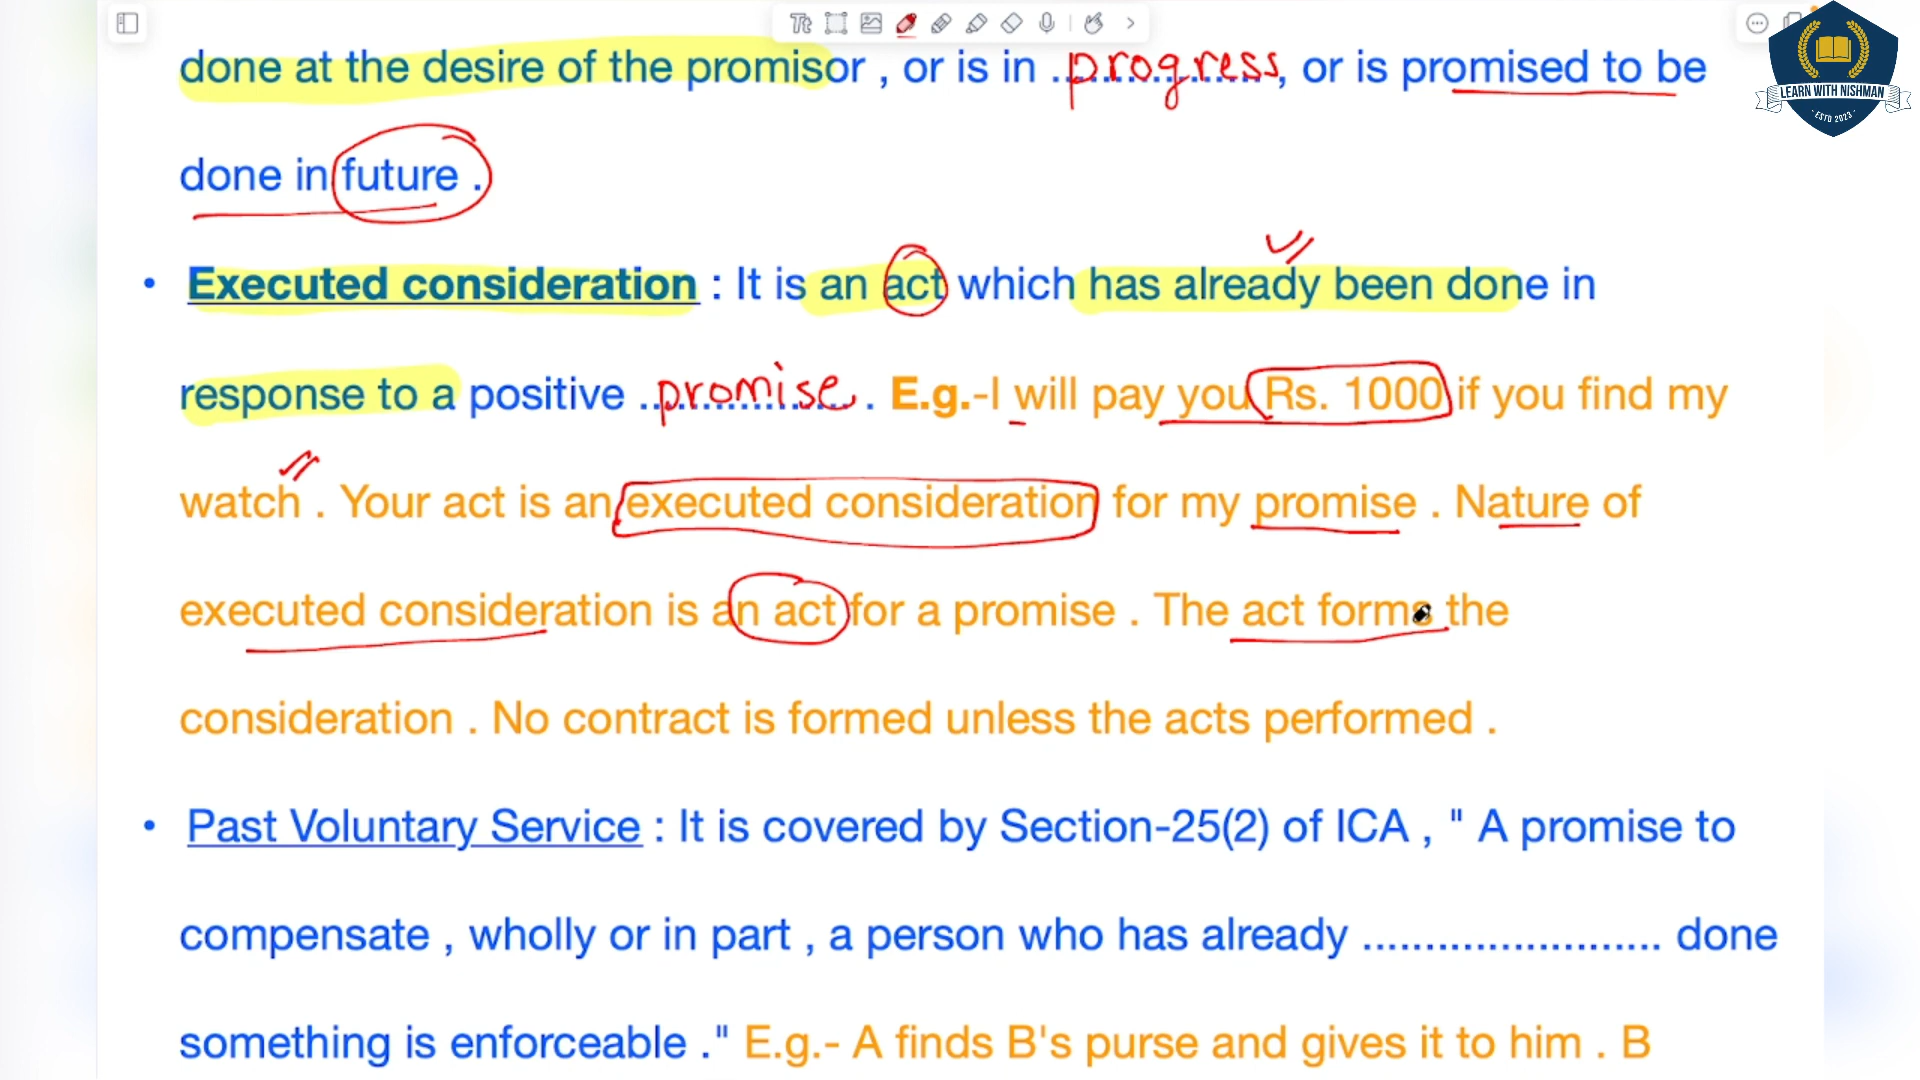 Tt
LEARN WITH NISHMAN
- ESTD 2023 -
done at the desire of the promisor , or is in .progress, or is promised to be
done in future .
• Executed consideration : It is an act which has already been done in
response to a positive ..promise. . E.g.-I will pay you Rs. 1000 if you find my
watch . Your act is an executed consideration for my promise . Nature of
executed consideration is an act for a promise . The act forms the
consideration . No contract is formed unless the acts performed .
• Past Voluntary Service : It is covered by Section-25(2) of ICA , " A promise to
compensate , wholly or in part , a person who has already ........................ done
something is enforceable ." E.g.- A finds B's purse and gives it to him . B